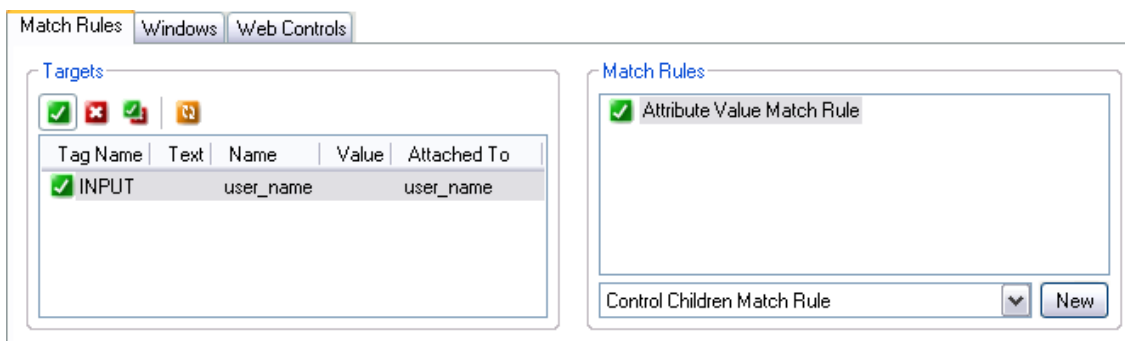 Match Rules Windows Web Controls
Targets
Tag Name Text Name Value Attached To
INPUT user_name user_name
Match Rules
Attribute Value Match Rule
Control Children Match Rule New